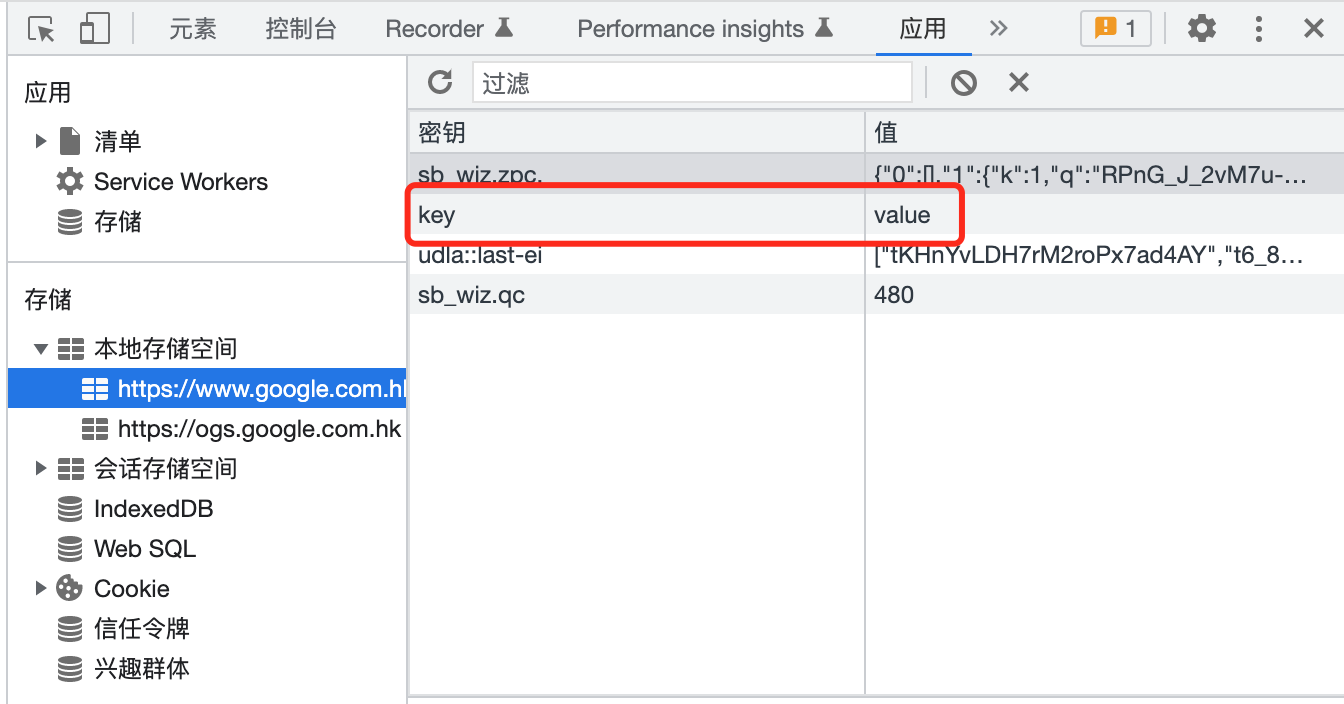 元素 控制台 Recorder Performance insights 应用 1
应用
清单
Service Workers
存储
存储
本地存储空间
https://www.google.com.hk
https://ogs.google.com.hk
会话存储空间
IndexedDB
Web SQL
Cookie
信任令牌
兴趣群体
过滤
密钥 值
sb_wiz.zpc. {"0":[],"1":{"k":1,"q":"RPnG_J_2vM7u-…
key value
udla::last-ei ["tKHnYvLDH7rM2roPx7ad4AY","t6_8…
sb_wiz.qc 480